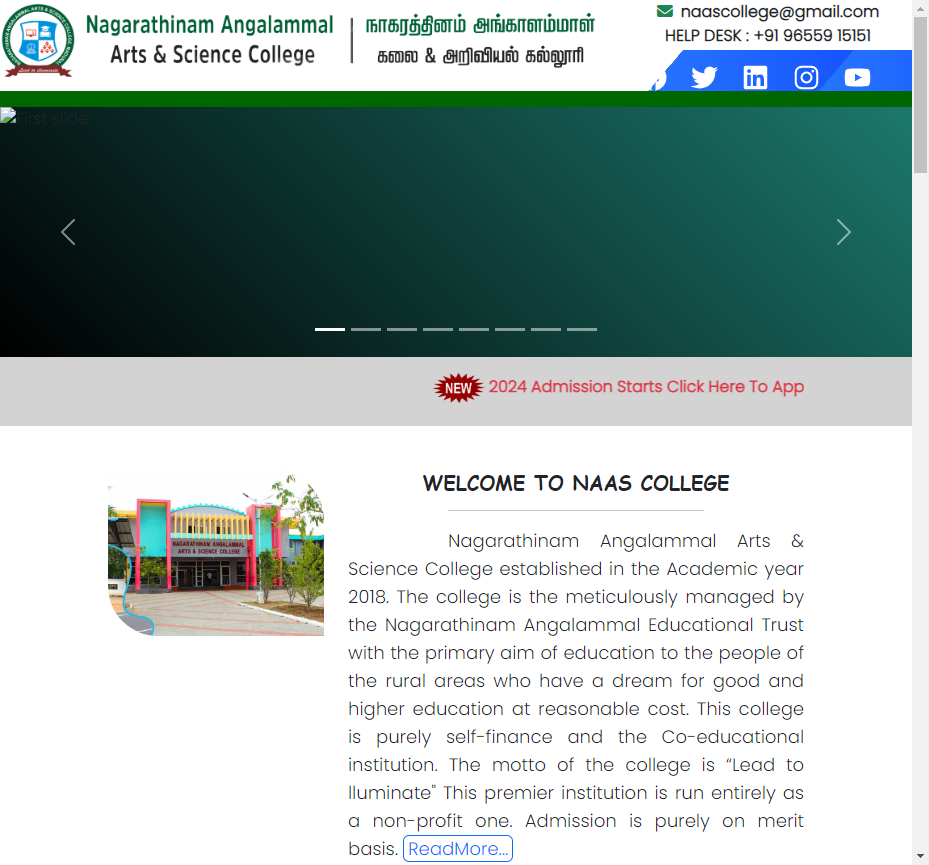 Nagarathinam Angalammal
Arts & Science College
நாகரத்தினம் அங்காளம்மாள்
கலை & அறிவியல் கல்லூரி
naascollege@gmail.com
HELP DESK : +91 96559 15151
First slide
NEW 2024 Admission Starts Click Here To App
NAGARATHINAM ANGALAMMAL
ARTS & SCIENCE COLLEGE
WELCOME TO NAAS COLLEGE
Nagarathinam Angalammal Arts &
Science College established in the Academic year
2018. The college is the meticulously managed by
the Nagarathinam Angalammal Educational Trust
with the primary aim of education to the people of
the rural areas who have a dream for good and
higher education at reasonable cost. This college
is purely self-finance and the Co-educational
institution. The motto of the college is “Lead to
lluminate" This premier institution is run entirely as
a non-profit one. Admission is purely on merit
basis. ReadMore...